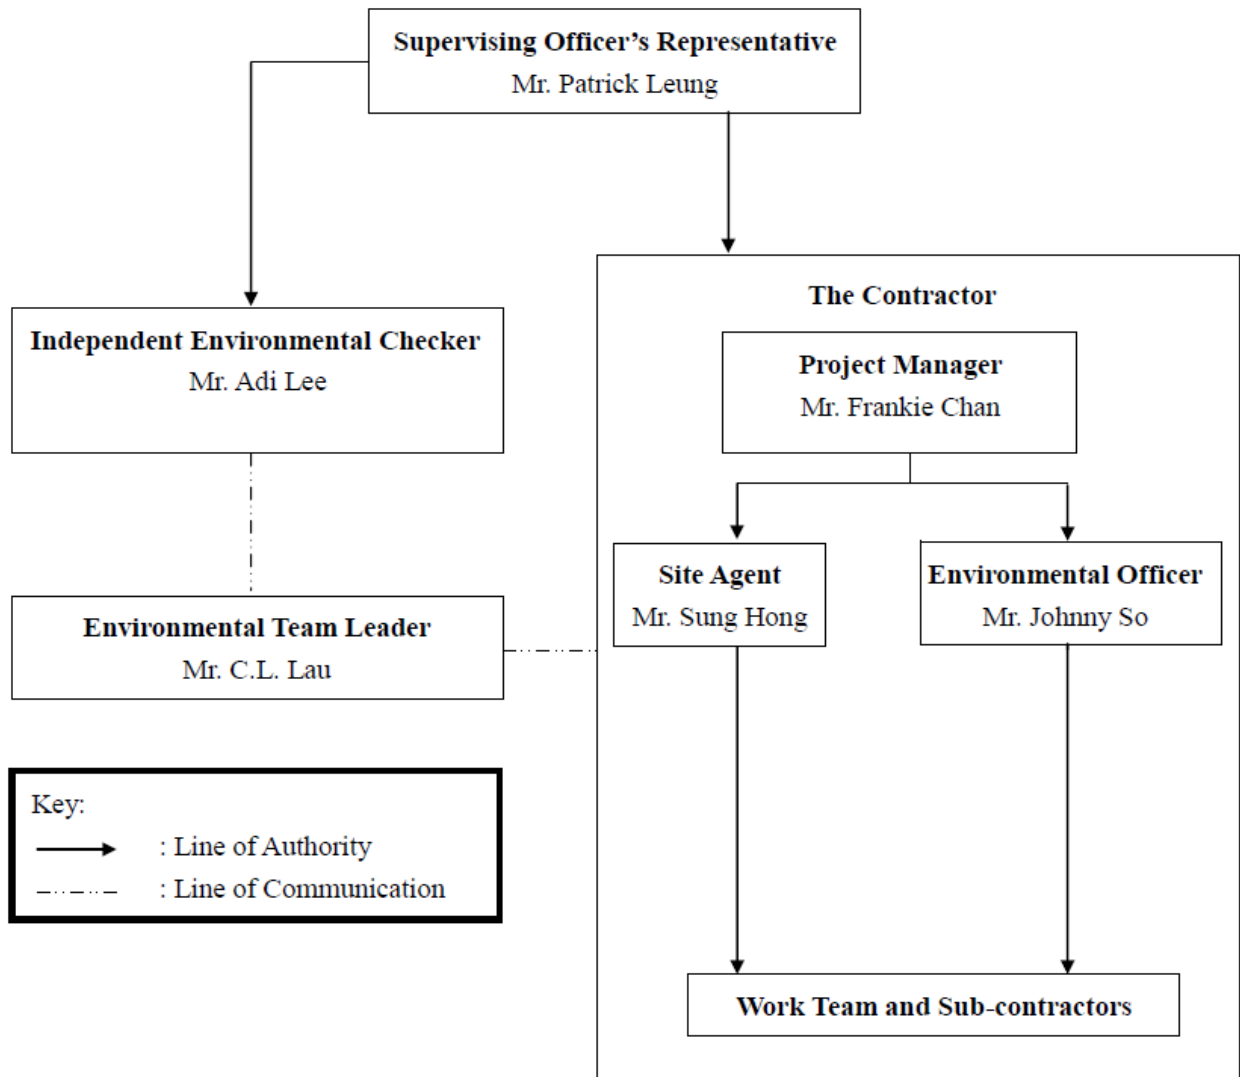 Supervising Officer’s Representative
Mr. Patrick Leung
The Contractor
Independent Environmental Checker
Mr. Adi Lee
Project Manager
Mr. Frankie Chan
Site Agent
Mr. Sung Hong
Environmental Officer
Mr. Johnny So
Environmental Team Leader
Mr. C.L. Lau
Key:
: Line of Authority
: Line of Communication
Work Team and Sub-contractors